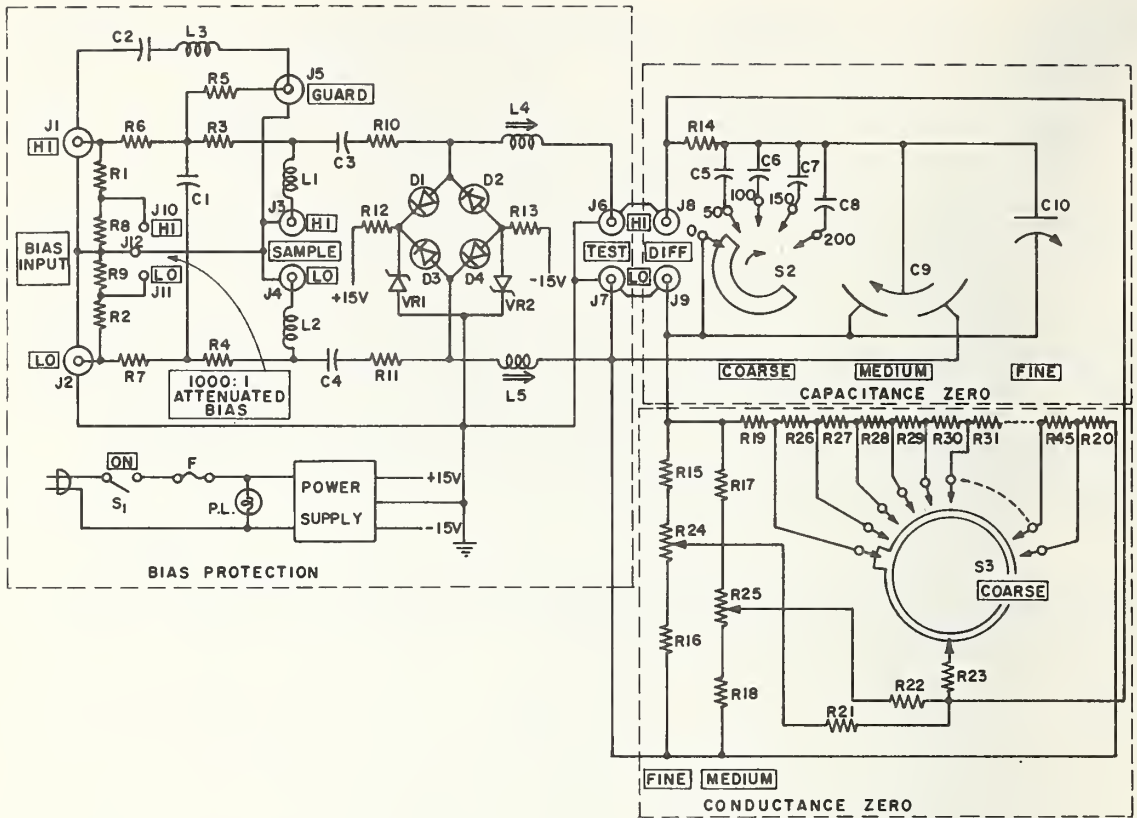 C2
L3
J5
GUARD
R5
J1
HI
R6
R3
C3
R10
L4
R1
C1
L1
D1
D2
J10
HI
R8
J3
HI
R12
R13
J6
HI
J8
J12
BIAS
INPUT
SAMPLE
TEST
DIFF
R9
LO
J11
J4
LO
+15V
D3
D4
-15V
LO
J7
J9
VR1
VR2
R2
L2
LO
J2
R7
R4
C4
R11
L5
1000:1
ATTENUATED
BIAS
ON
F
S1
P.L.
POWER
SUPPLY
+15V
-15V
BIAS PROTECTION
R14
C5
C6
C7
C8
C10
0
50
100
150
200
S2
C9
COARSE
MEDIUM
FINE
CAPACITANCE ZERO
R19
R26
R27
R28
R29
R30
R31
R45
R20
R15
R17
R24
R25
S3
COARSE
R16
R18
R23
R22
R21
FINE
MEDIUM
CONDUCTANCE ZERO